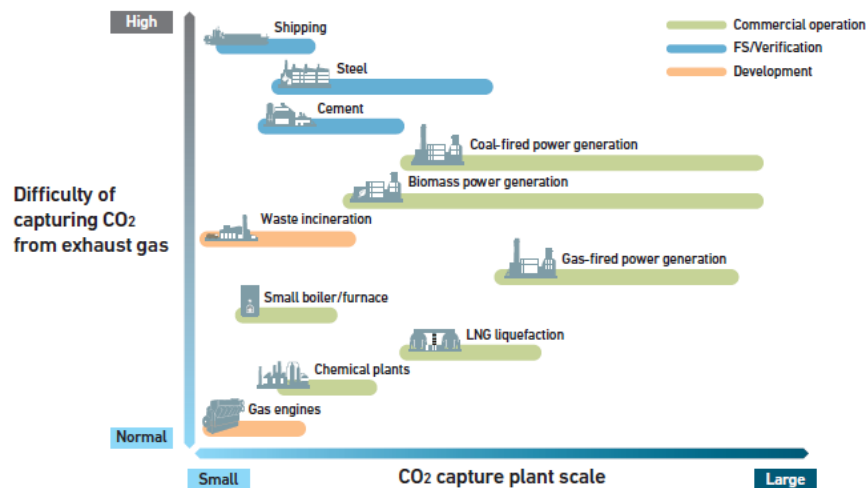 High
Shipping
Commercial operation
FS/Verification
Development
Steel
Cement
Coal-fired power generation
Biomass power generation
Difficulty of
capturing CO2
from exhaust gas
Waste incineration
Gas-fired power generation
Small boiler/furnace
LNG liquefaction
Chemical plants
Gas engines
Normal
Small
CO2 capture plant scale
Large